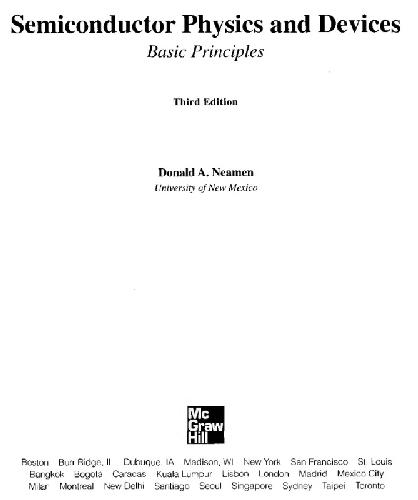 Semiconductor Physics and Devices
Basic Principles
Third Edition
Donald A. Neamen
University of New Mexico
Mc
Graw
Hill
Boston Burr Ridge, IL Dubuque, IA Madison, WI New York San Francisco St. Louis
Bangkok Bogotá Caracas Kuala Lumpur Lisbon London Madrid Mexico City
Milan Montreal New Delhi Santiago Seoul Singapore Sydney Taipei Toronto